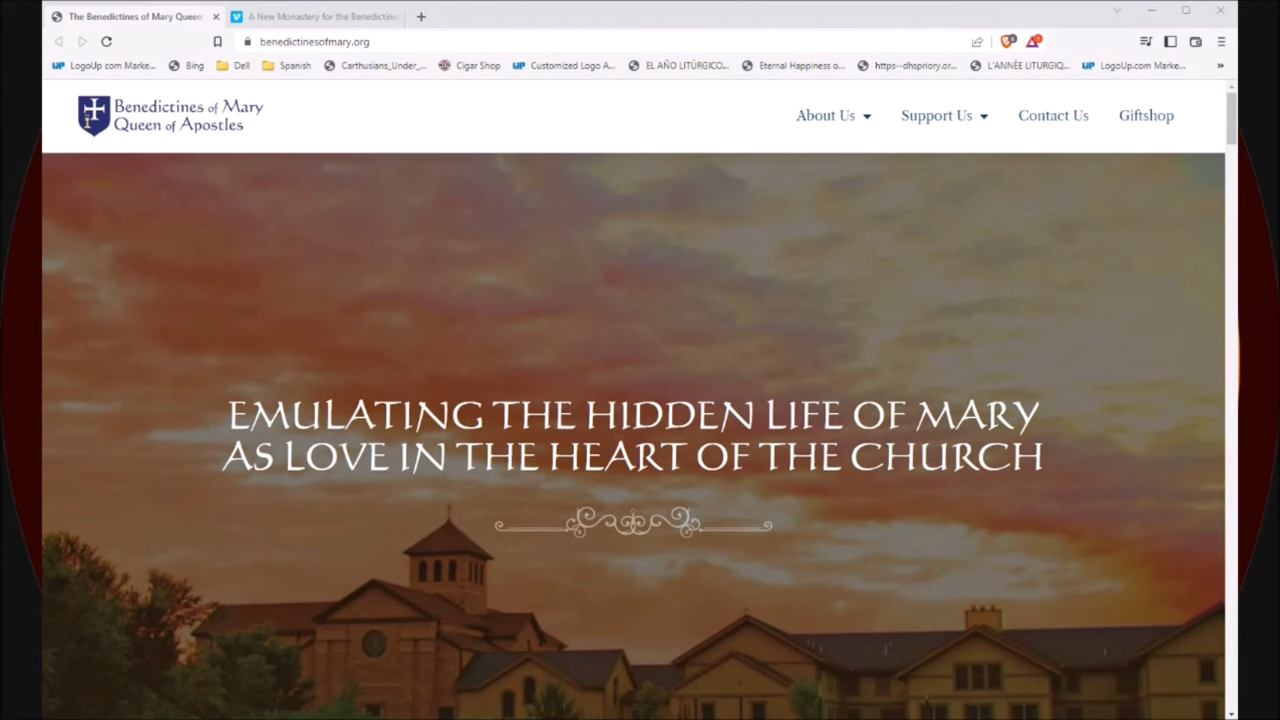 The Benedictines of Mary Queen
A New Monastery for the Benedictine
benedictinesofmary.org
LogoUp com Marke... Bing Dell Spanish Carthusians_Under_... Cigar Shop Customized Logo A... EL AÑO LITÚRGICO... Eternal Happiness o... https--dhspriory.or... L'ANNÉE LITURGIQ... LogoUp.com Marke... »
Benedictines of Mary
Queen of Apostles
About Us Support Us Contact Us Giftshop
EMULATING THE HIDDEN LIFE OF MARY
AS LOVE IN THE HEART OF THE CHURCH